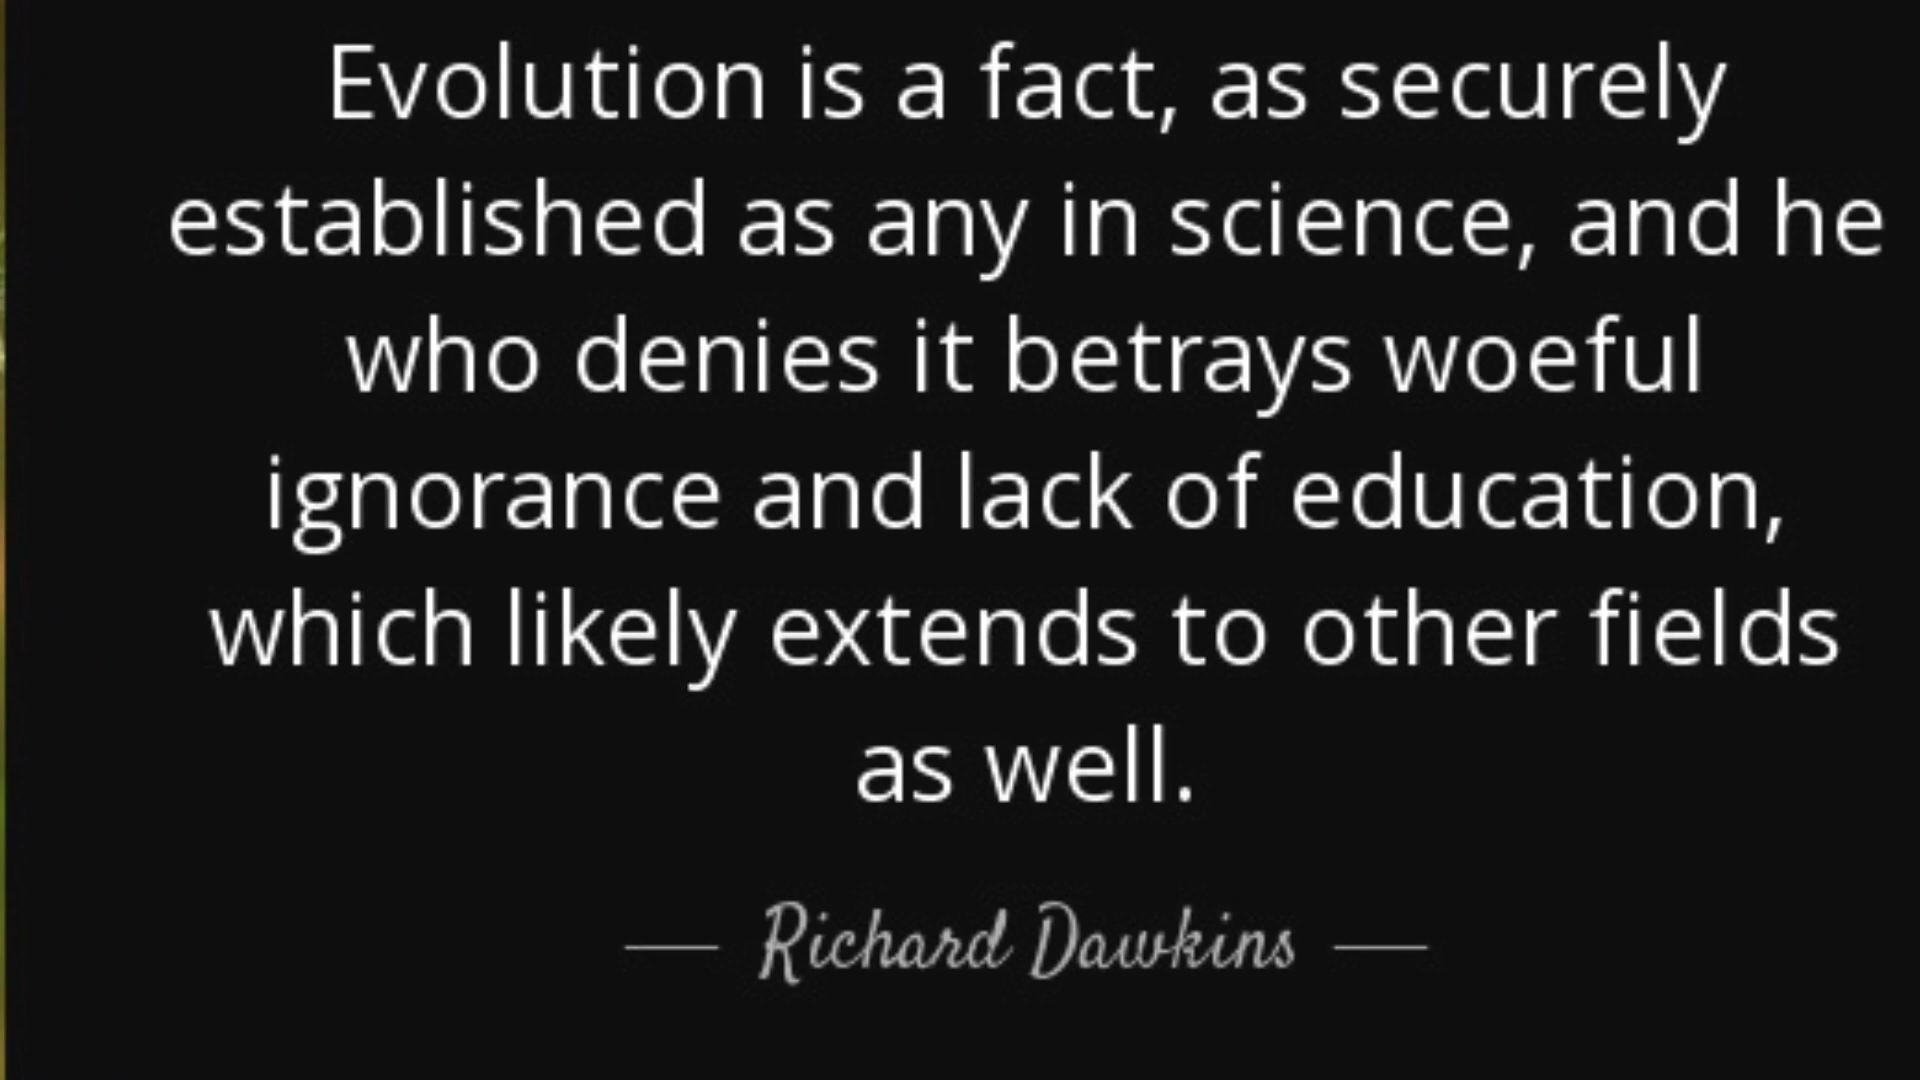 Evolution is a fact, as securely
established as any in science, and he
who denies it betrays woeful
ignorance and lack of education,
which likely extends to other fields
as well.
— Richard Dawkins —